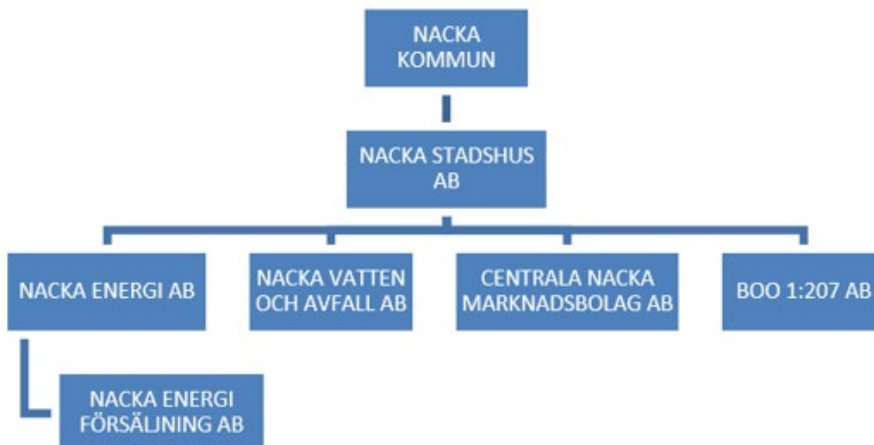 NACKA
KOMMUN
NACKA STADSHUS
AB
NACKA ENERGI AB
NACKA VATTEN
OCH AVFALL AB
CENTRALA NACKA
MARKNADSBOLAG AB
BOO 1:207 AB
NACKA ENERGI
FÖRSÄLJNING AB